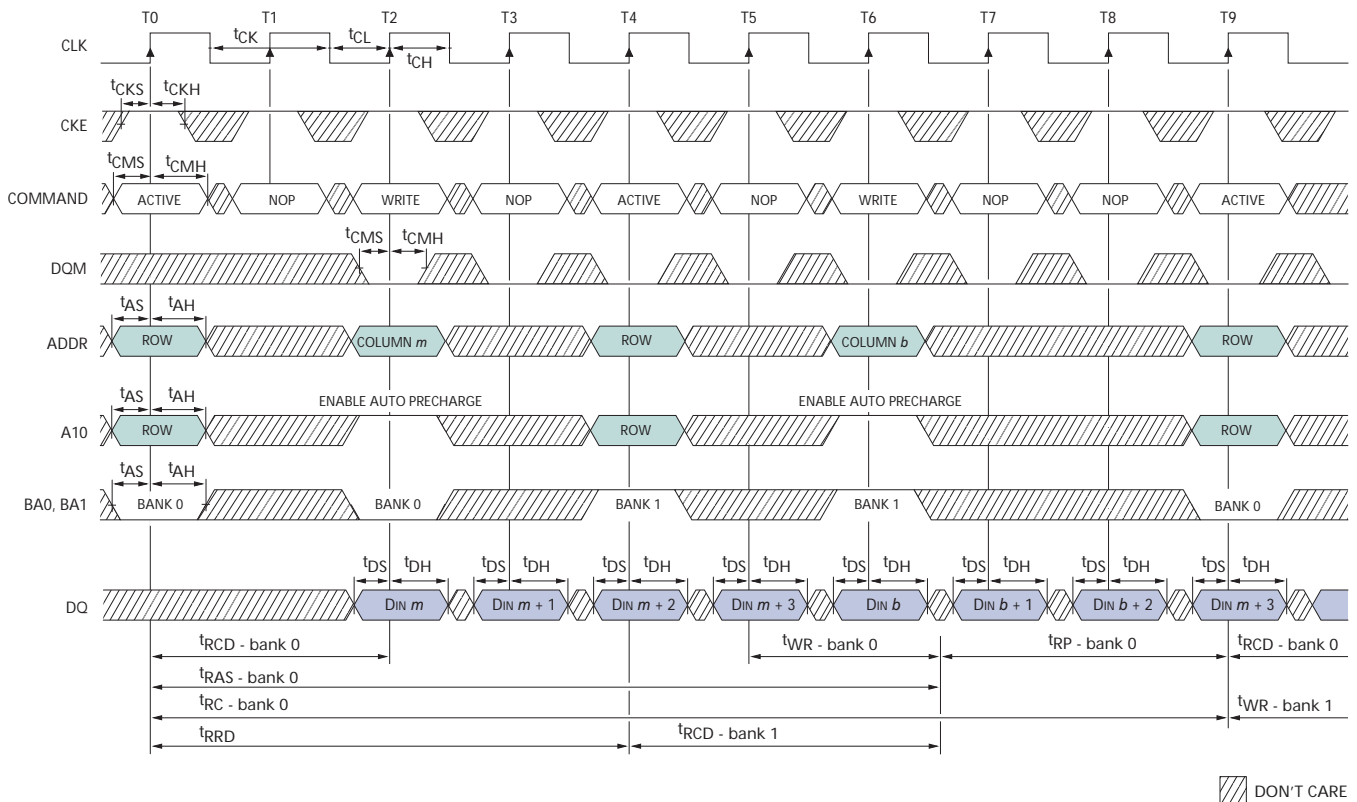 T0 T1 T2 T3 T4 T5 T6 T7 T8 T9
CLK
tCK tCL
tCH
tCKS tCKH
CKE
tCMS tCMH
COMMAND ACTIVE NOP WRITE NOP ACTIVE NOP WRITE NOP NOP ACTIVE
tCMS tCMH
DQM
tAS tAH
ADDR ROW COLUMN m ROW COLUMN b ROW
tAS tAH ENABLE AUTO PRECHARGE ENABLE AUTO PRECHARGE
A10 ROW ROW ROW
tAS tAH
BA0, BA1 BANK 0 BANK 0 BANK 1 BANK 1 BANK 0
tDS tDH tDS tDH tDS tDH tDS tDH tDS tDH tDS tDH tDS tDH tDS tDH
DQ DIN m DIN m + 1 DIN m + 2 DIN m + 3 DIN b DIN b + 1 DIN b + 2 DIN m + 3
tRCD - bank 0 tWR - bank 0 tRP - bank 0 tRCD - bank 0
tRAS - bank 0
tRC - bank 0 tWR - bank 1
tRRD tRCD - bank 1
DON'T CARE